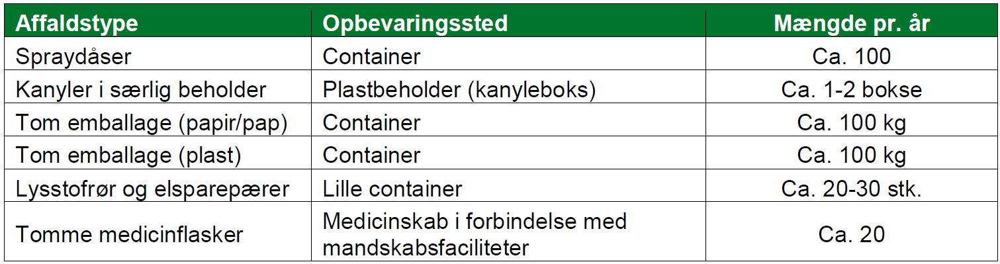 Affaldstype Opbevaringssted Mængde pr. år
Spraydåser Container Ca. 100
Kanyler i særlig beholder Plastbeholder (kanyleboks) Ca. 1-2 bokse
Tom emballage (papir/pap) Container Ca. 100 kg
Tom emballage (plast) Container Ca. 100 kg
Lysstofrør og elsparepærer Lille container Ca. 20-30 stk.
Tomme medicinflasker Medicinskab i forbindelse med
mandskabsfaciliteter Ca. 20